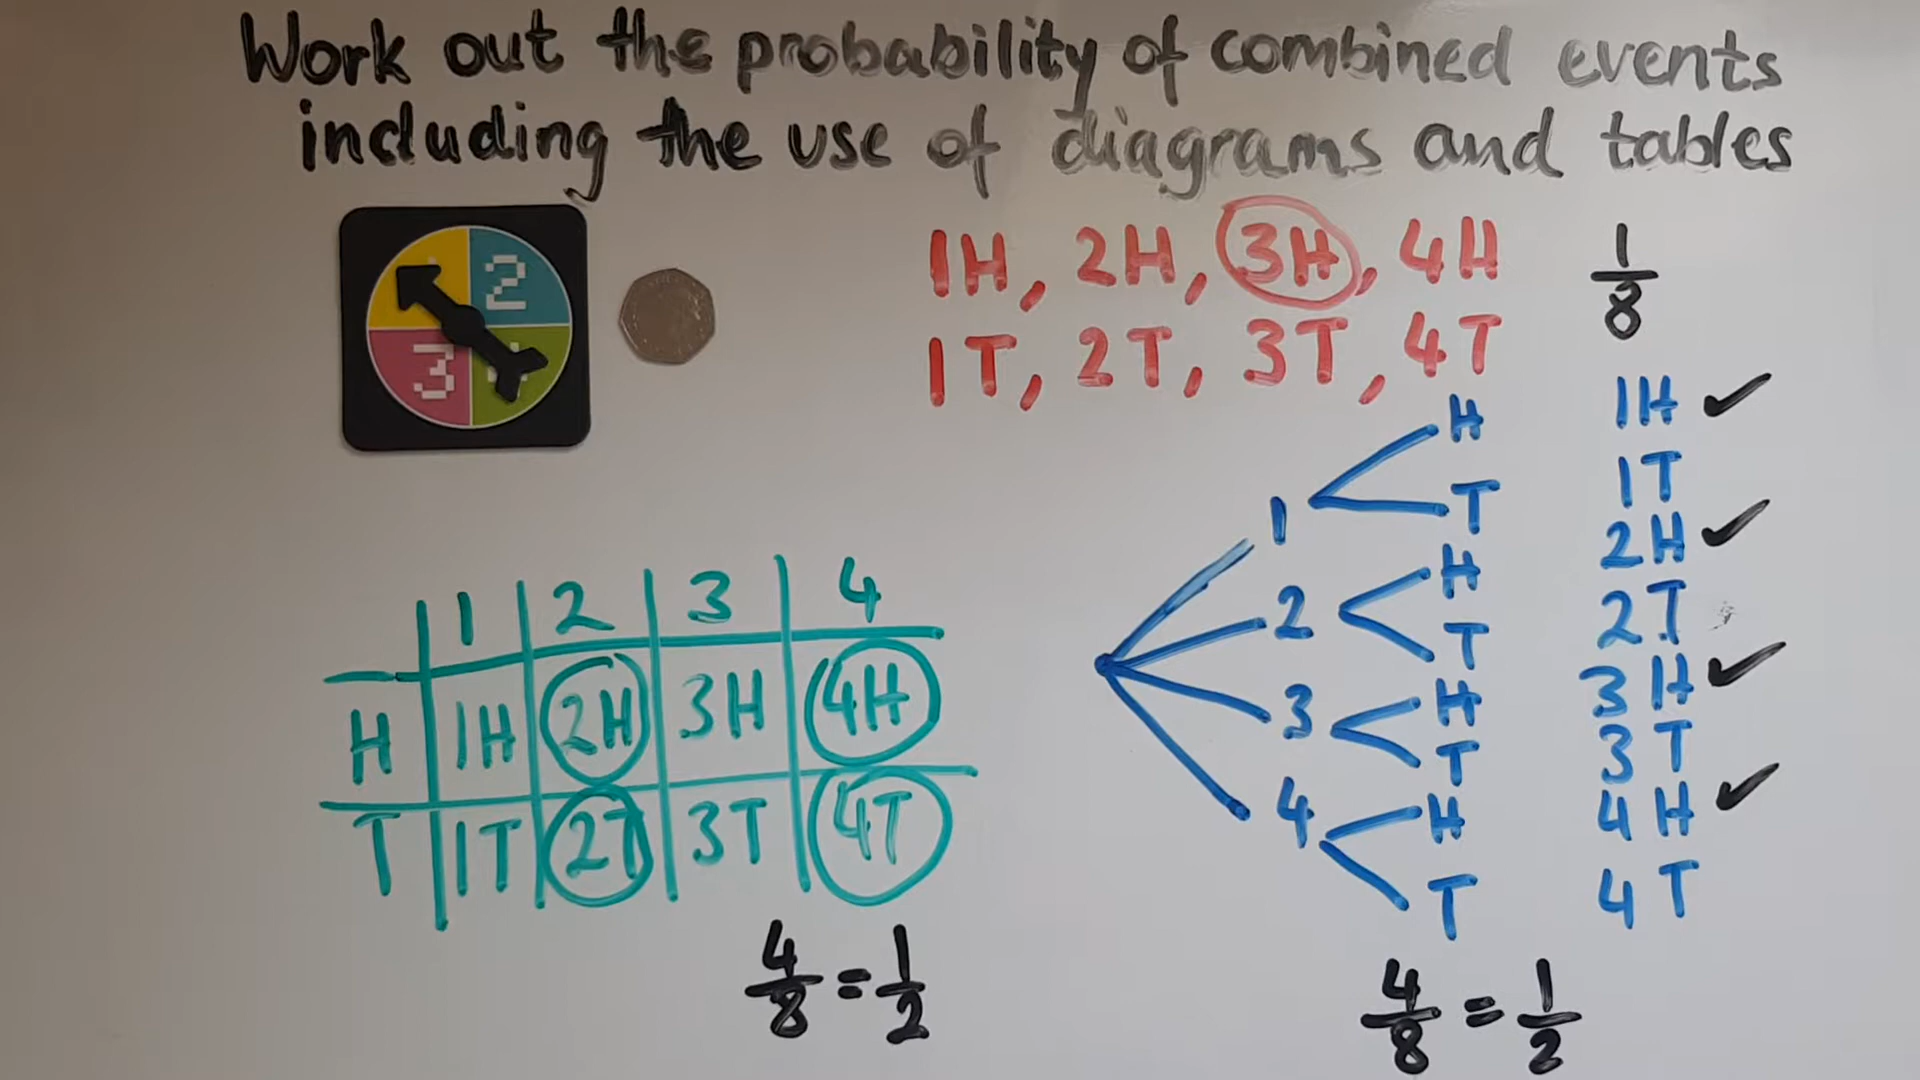 Work out the probability of combined events
including the use of diagrams and tables
2
3
1H, 2H, 3H, 4H
1T, 2T, 3T, 4T
1/8
1 2 3 4
H 1H 2H 3H 4H
T 1T 2T 3T 4T
4/8 = 1/2
H 1H ✓
1 T 1T
H 2H ✓
2 T 2T
3 H 3H ✓
T 3T
4 H 4H ✓
T 4T
4/8 = 1/2